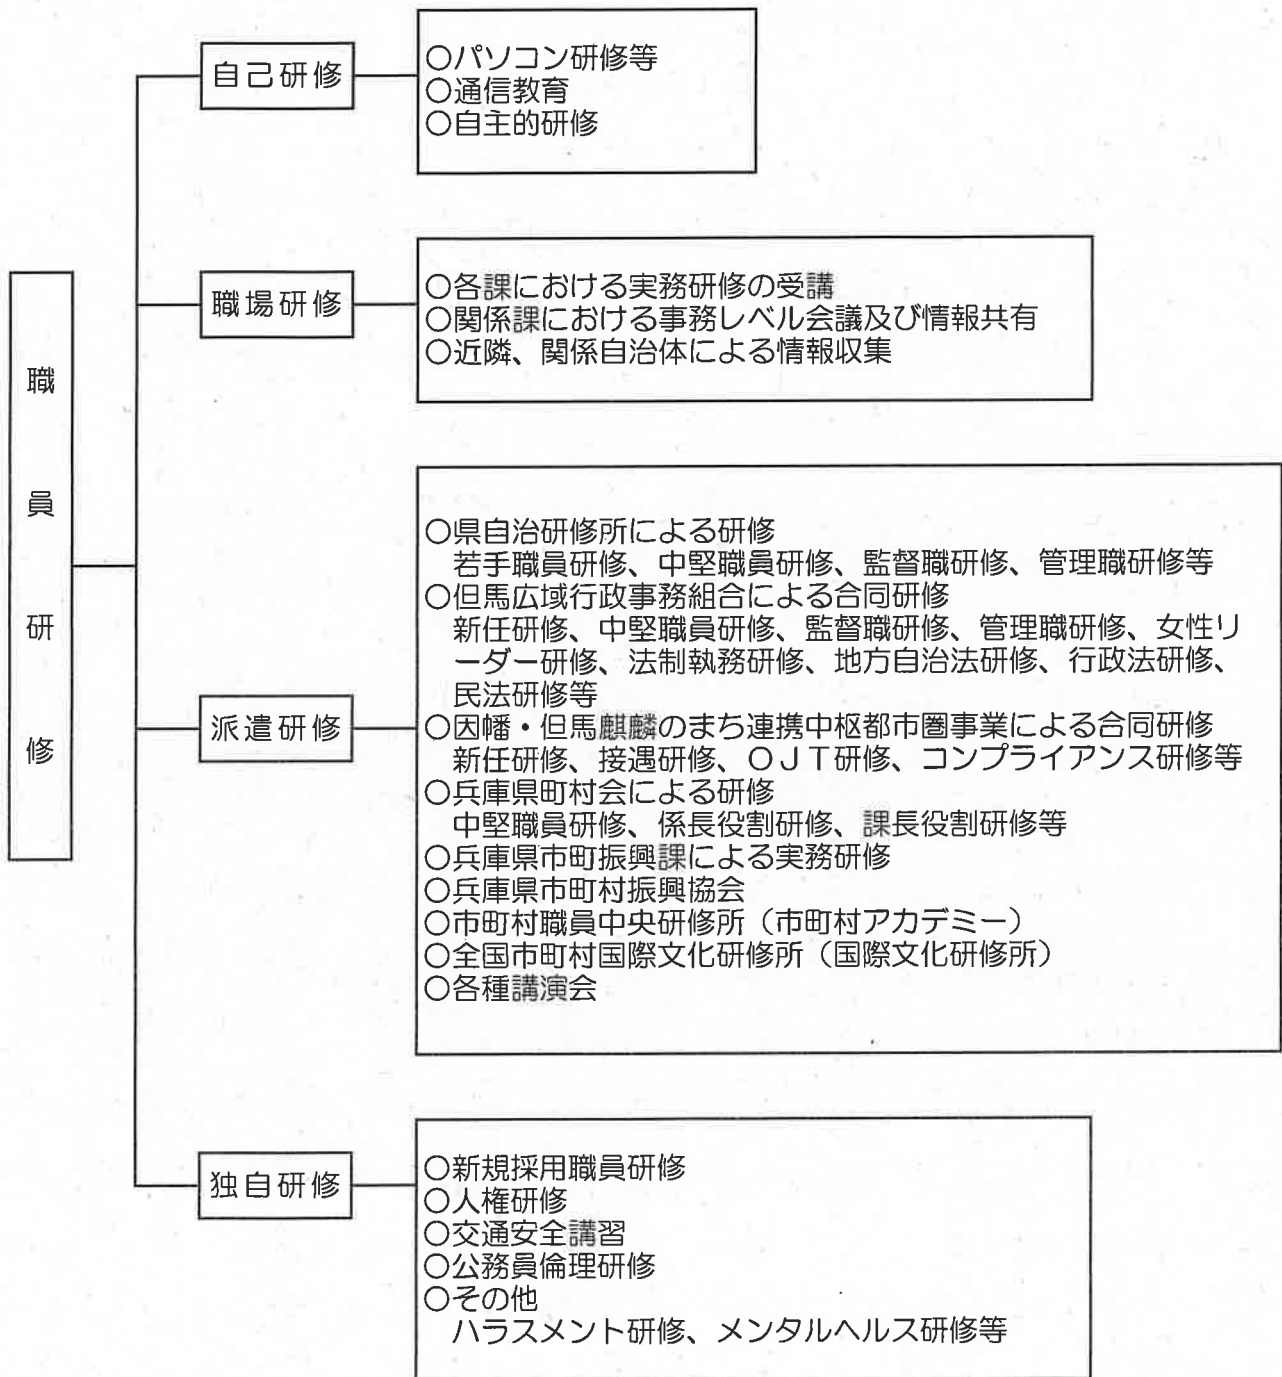 職員研修
自己研修
○パソコン研修等
○通信教育
○自主的研修
職場研修
○各課における実務研修の受講
○関係課における事務レベル会議及び情報共有
○近隣、関係自治体による情報収集
派遣研修
○県自治研修所による研修
若手職員研修、中堅職員研修、監督職研修、管理職研修等
○但馬広域行政事務組合による合同研修
新任研修、中堅職員研修、監督職研修、管理職研修、女性リ
ーダー研修、法制執務研修、地方自治法研修、行政法研修、
民法研修等
○因幡・但馬麒麟のまち連携中枢都市圏事業による合同研修
新任研修、接遇研修、ＯＪＴ研修、コンプライアンス研修等
○兵庫県町村会による研修
中堅職員研修、係長役割研修、課長役割研修等
○兵庫県市町振興課による実務研修
○兵庫県市町村振興協会
○市町村職員中央研修所（市町村アカデミー）
○全国市町村国際文化研修所（国際文化研修所）
○各種講演会
独自研修
○新規採用職員研修
○人権研修
○交通安全講習
○公務員倫理研修
○その他
ハラスメント研修、メンタルヘルス研修等